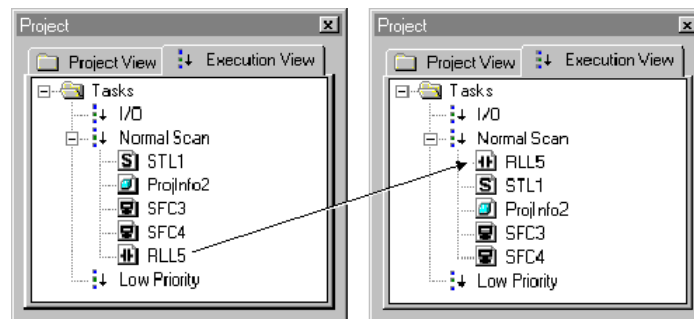 Project
Project View
Execution View
Tasks
I/O
Normal Scan
STL1
ProjInfo2
SFC3
SFC4
RLL5
Low Priority
Project
Project View
Execution View
Tasks
I/O
Normal Scan
RLL5
STL1
ProjInfo2
SFC3
SFC4
Low Priority